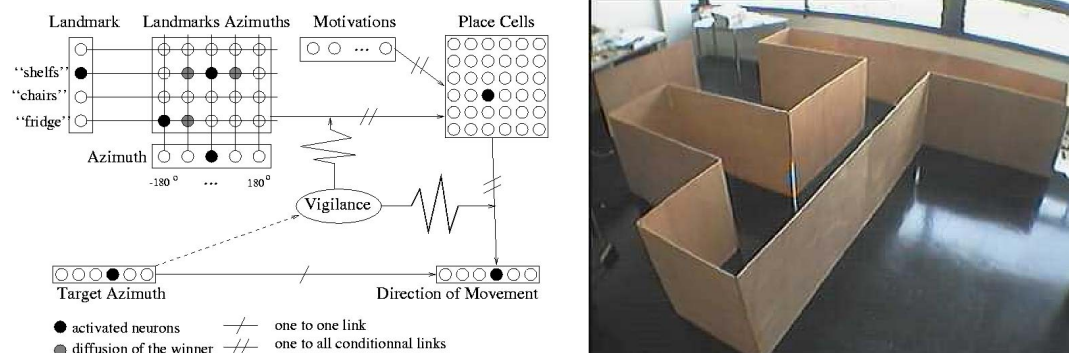 Landmark Landmarks Azimuths Motivations Place Cells
...
‘‘shelfs’’
‘‘chairs’’
‘‘fridge’’
Azimuth
-180° ... 180°
Vigilance
Target Azimuth Direction of Movement
activated neurons one to one link
diffusion of the winner one to all conditionnal links